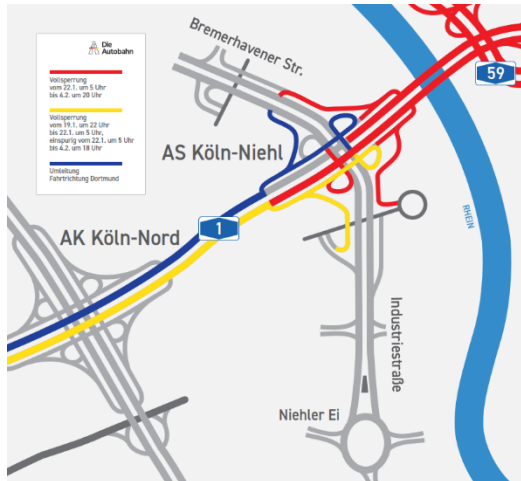 Die
Autobahn
Vollsperrung
vom 22.1. um 5 Uhr
bis 6.2. um 20 Uhr
Vollsperrung
vom 19.1. um 22 Uhr
bis 22.1. um 5 Uhr,
einspurig vom 22.1. um 5 Uhr
bis 6.2. um 18 Uhr
Umleitung
Fahrtrichtung Dortmund
Bremerhavener Str.
59
AS Köln-Niehl
1
AK Köln-Nord
RHEIN
Industriestraße
Niehler Ei